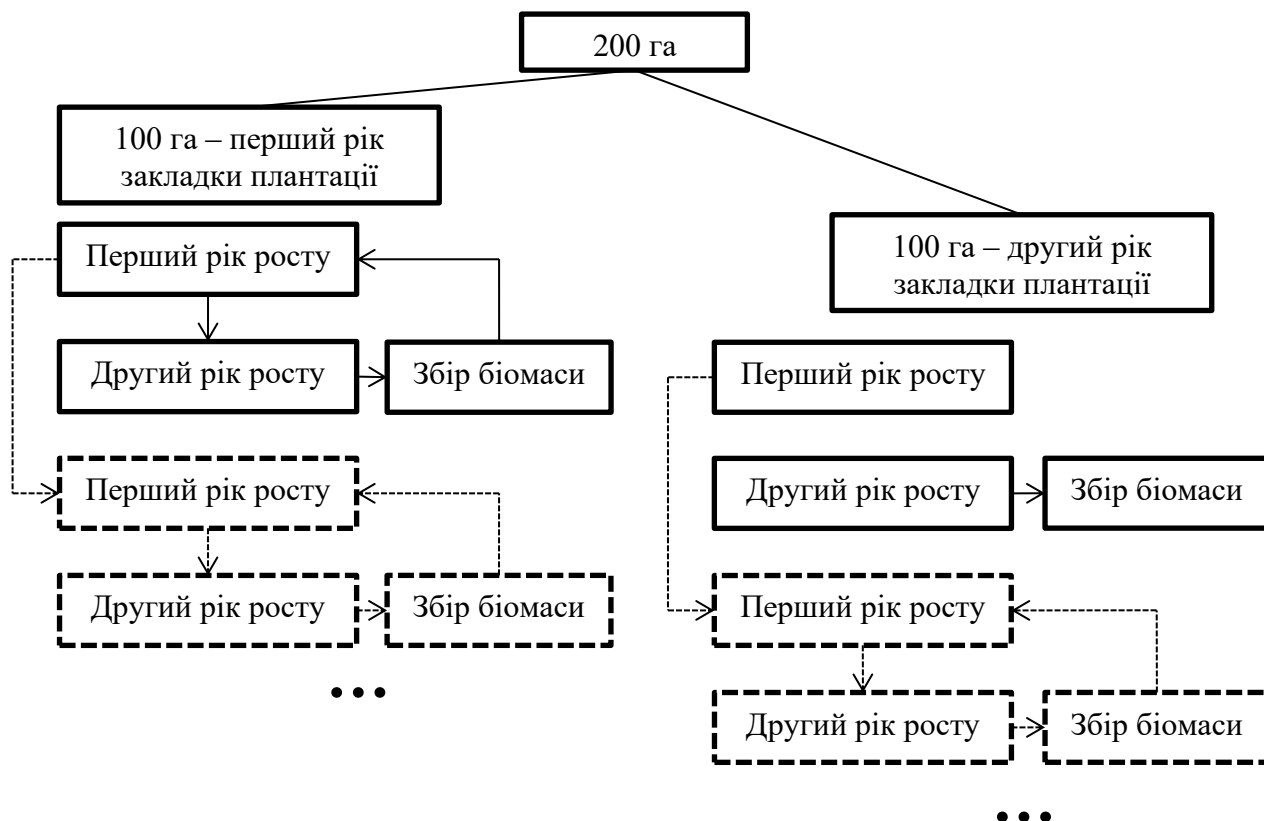 200 га
100 га – перший рік
закладки плантації
Перший рік росту
Другий рік росту
Збір біомаси
Перший рік росту
Другий рік росту
Збір біомаси
...
100 га – другий рік
закладки плантації
Перший рік росту
Другий рік росту
Збір біомаси
Перший рік росту
Другий рік росту
Збір біомаси
...